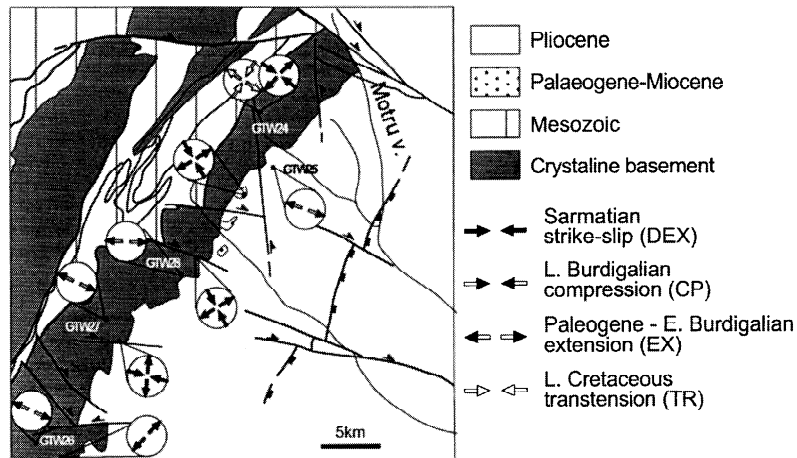 GTW24
Motru v.
GTW25
GTW28
GTW27
GTW26
5km
Pliocene
Palaeogene-Miocene
Mesozoic
Crystaline basement
Sarmatian
strike-slip (DEX)
L. Burdigalian
compression (CP)
Paleogene - E. Burdigalian
extension (EX)
L. Cretaceous
transtension (TR)